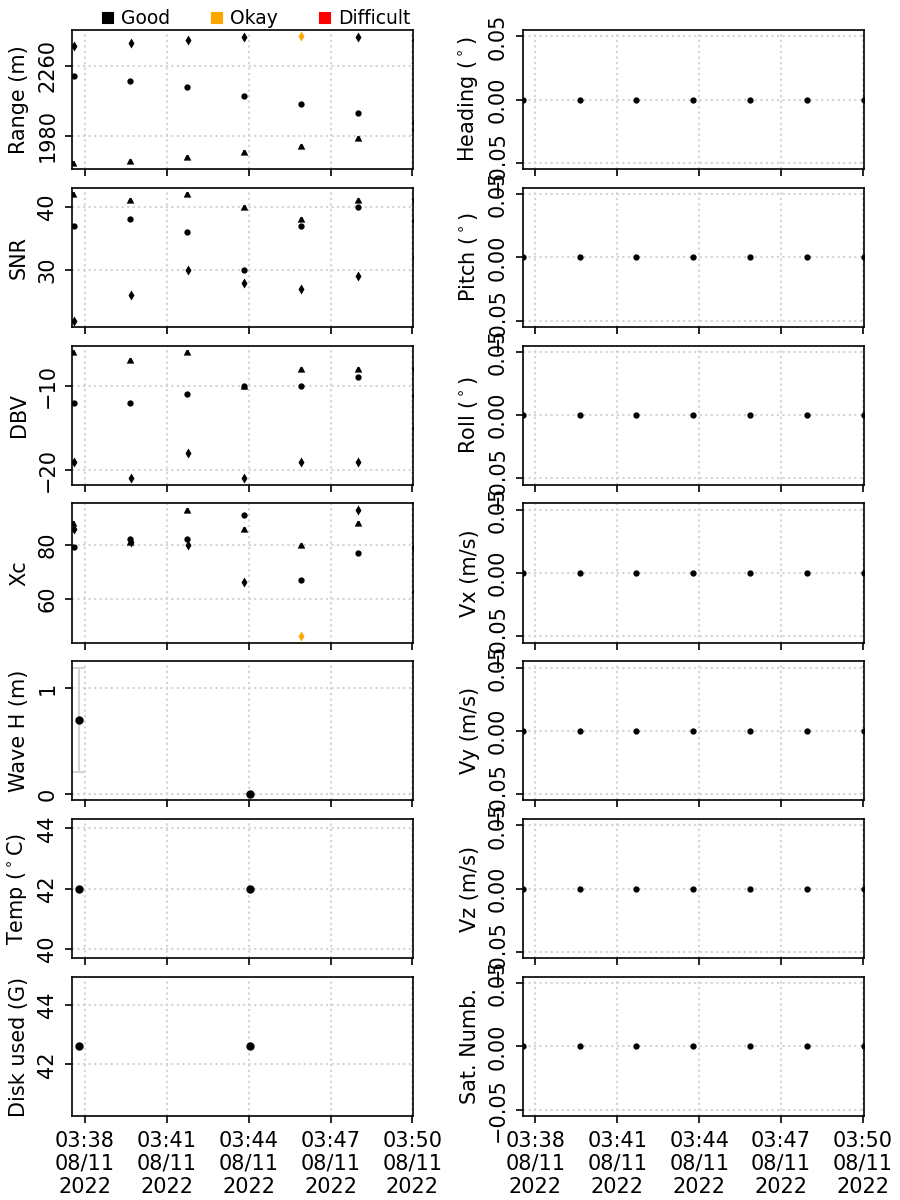 Good Okay Difficult
Range (m)
2260
1980
Heading (°)
0.05
0.00
−0.05
SNR
40
30
Pitch (°)
0.05
0.00
−0.05
DBV
−10
−20
Roll (°)
0.05
0.00
−0.05
Xc
80
60
Vx (m/s)
0.05
0.00
−0.05
Wave H (m)
1
0
Vy (m/s)
0.05
0.00
−0.05
Temp (°C)
44
42
40
Vz (m/s)
0.05
0.00
−0.05
Disk used (G)
44
42
Sat. Numb.
0.05
0.00
−0.05
03:38 03:41 03:44 03:47 03:50
08/11 08/11 08/11 08/11 08/11
2022 2022 2022 2022 2022
03:38 03:41 03:44 03:47 03:50
08/11 08/11 08/11 08/11 08/11
2022 2022 2022 2022 2022